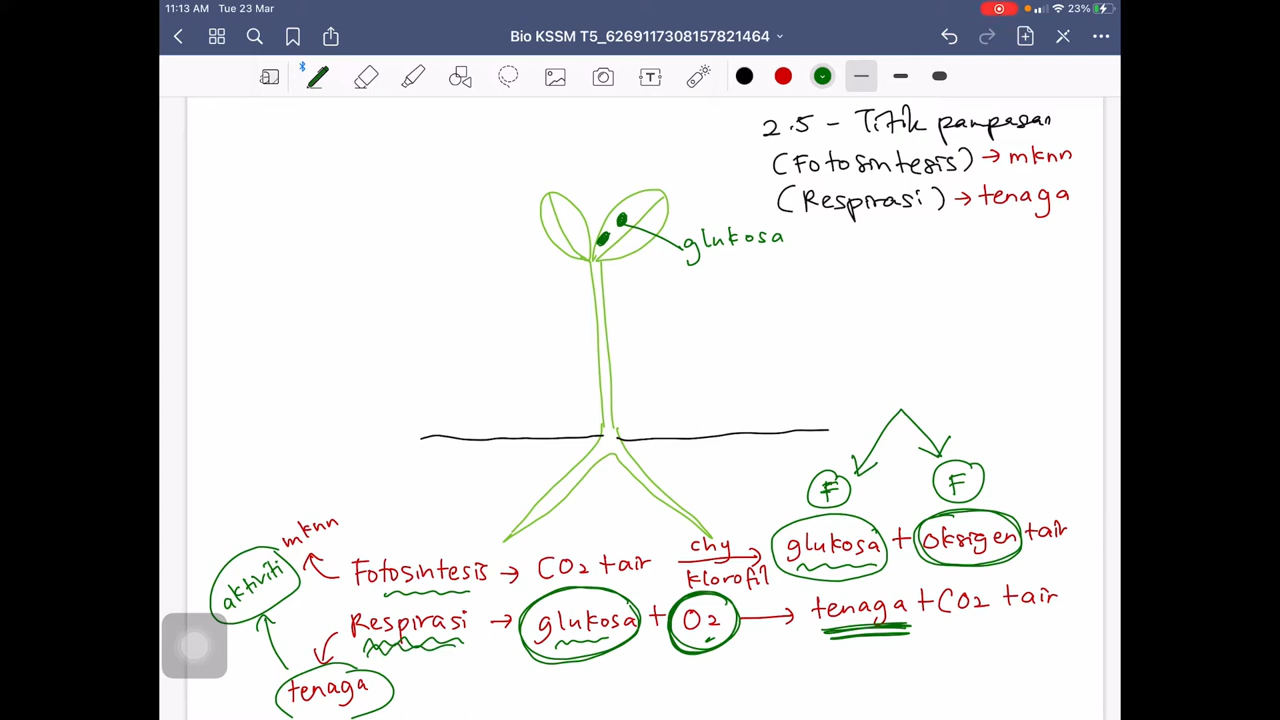 11:13 AM Tue 23 Mar
23%
Bio KSSM T5_6269117308157821464
T
2.5 - Titik pampasan
(Fotosintesis) → mknn
(Respirasi) → tenaga
glukosa
F F
mknn
aktiviti
Fotosintesis → CO2 + air chy klorofil → glukosa + oksigen + air
Respirasi → glukosa + O2 → tenaga + CO2 + air
tenaga